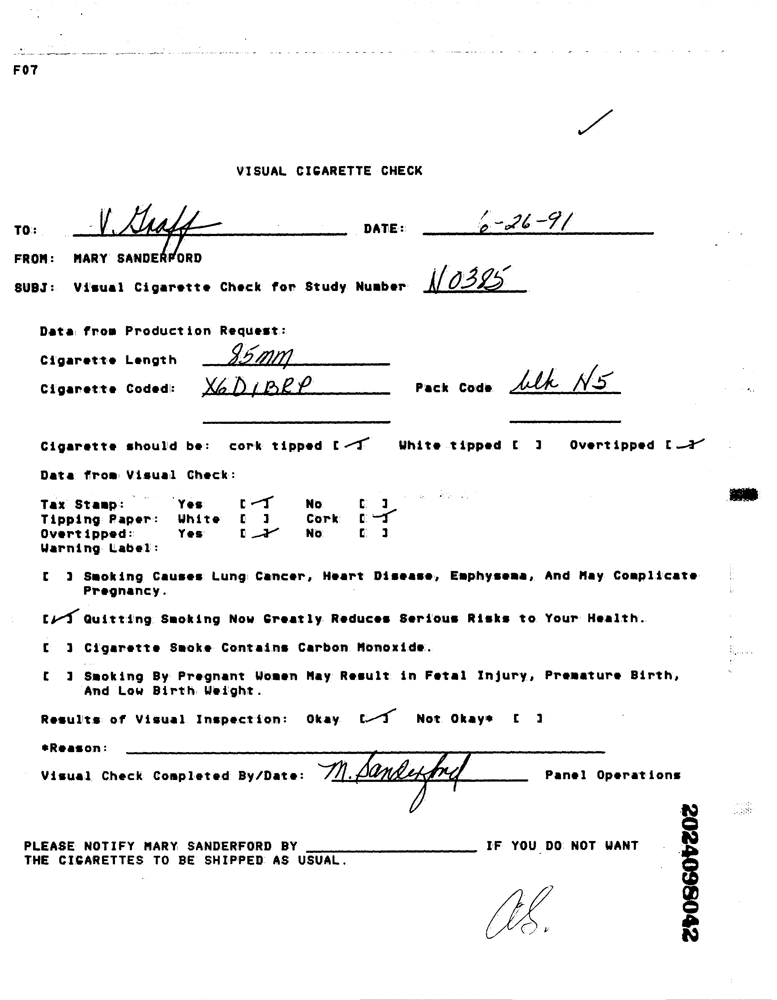 F07
VISUAL CIGARETTE CHECK
TO: V. Graff DATE: 6-26-91
FROM: MARY SANDERFORD
SUBJ: Visual Cigarette Check for Study Number N0385
Data from Production Request:
Cigarette Length 85mm
Cigarette Coded: X6D1BRP Pack Code blk N5
Cigarette should be: cork tipped [✓] White tipped [ ] Overtipped [✓]
Data from Visual Check:
Tax Stamp: Yes [✓] No [ ]
Tipping Paper: White [ ] Cork [✓]
Overtipped: Yes [✓] No [ ]
Warning Label:
[ ] Smoking Causes Lung Cancer, Heart Disease, Emphysema, And May Complicate
Pregnancy.
[✓] Quitting Smoking Now Greatly Reduces Serious Risks to Your Health.
[ ] Cigarette Smoke Contains Carbon Monoxide.
[ ] Smoking By Pregnant Women May Result in Fetal Injury, Premature Birth,
And Low Birth Weight.
Results of Visual Inspection: Okay [✓] Not Okay* [ ]
*Reason:
Visual Check Completed By/Date: M. Sanderford Panel Operations
PLEASE NOTIFY MARY SANDERFORD BY IF YOU DO NOT WANT
THE CIGARETTES TO BE SHIPPED AS USUAL.
2024098042